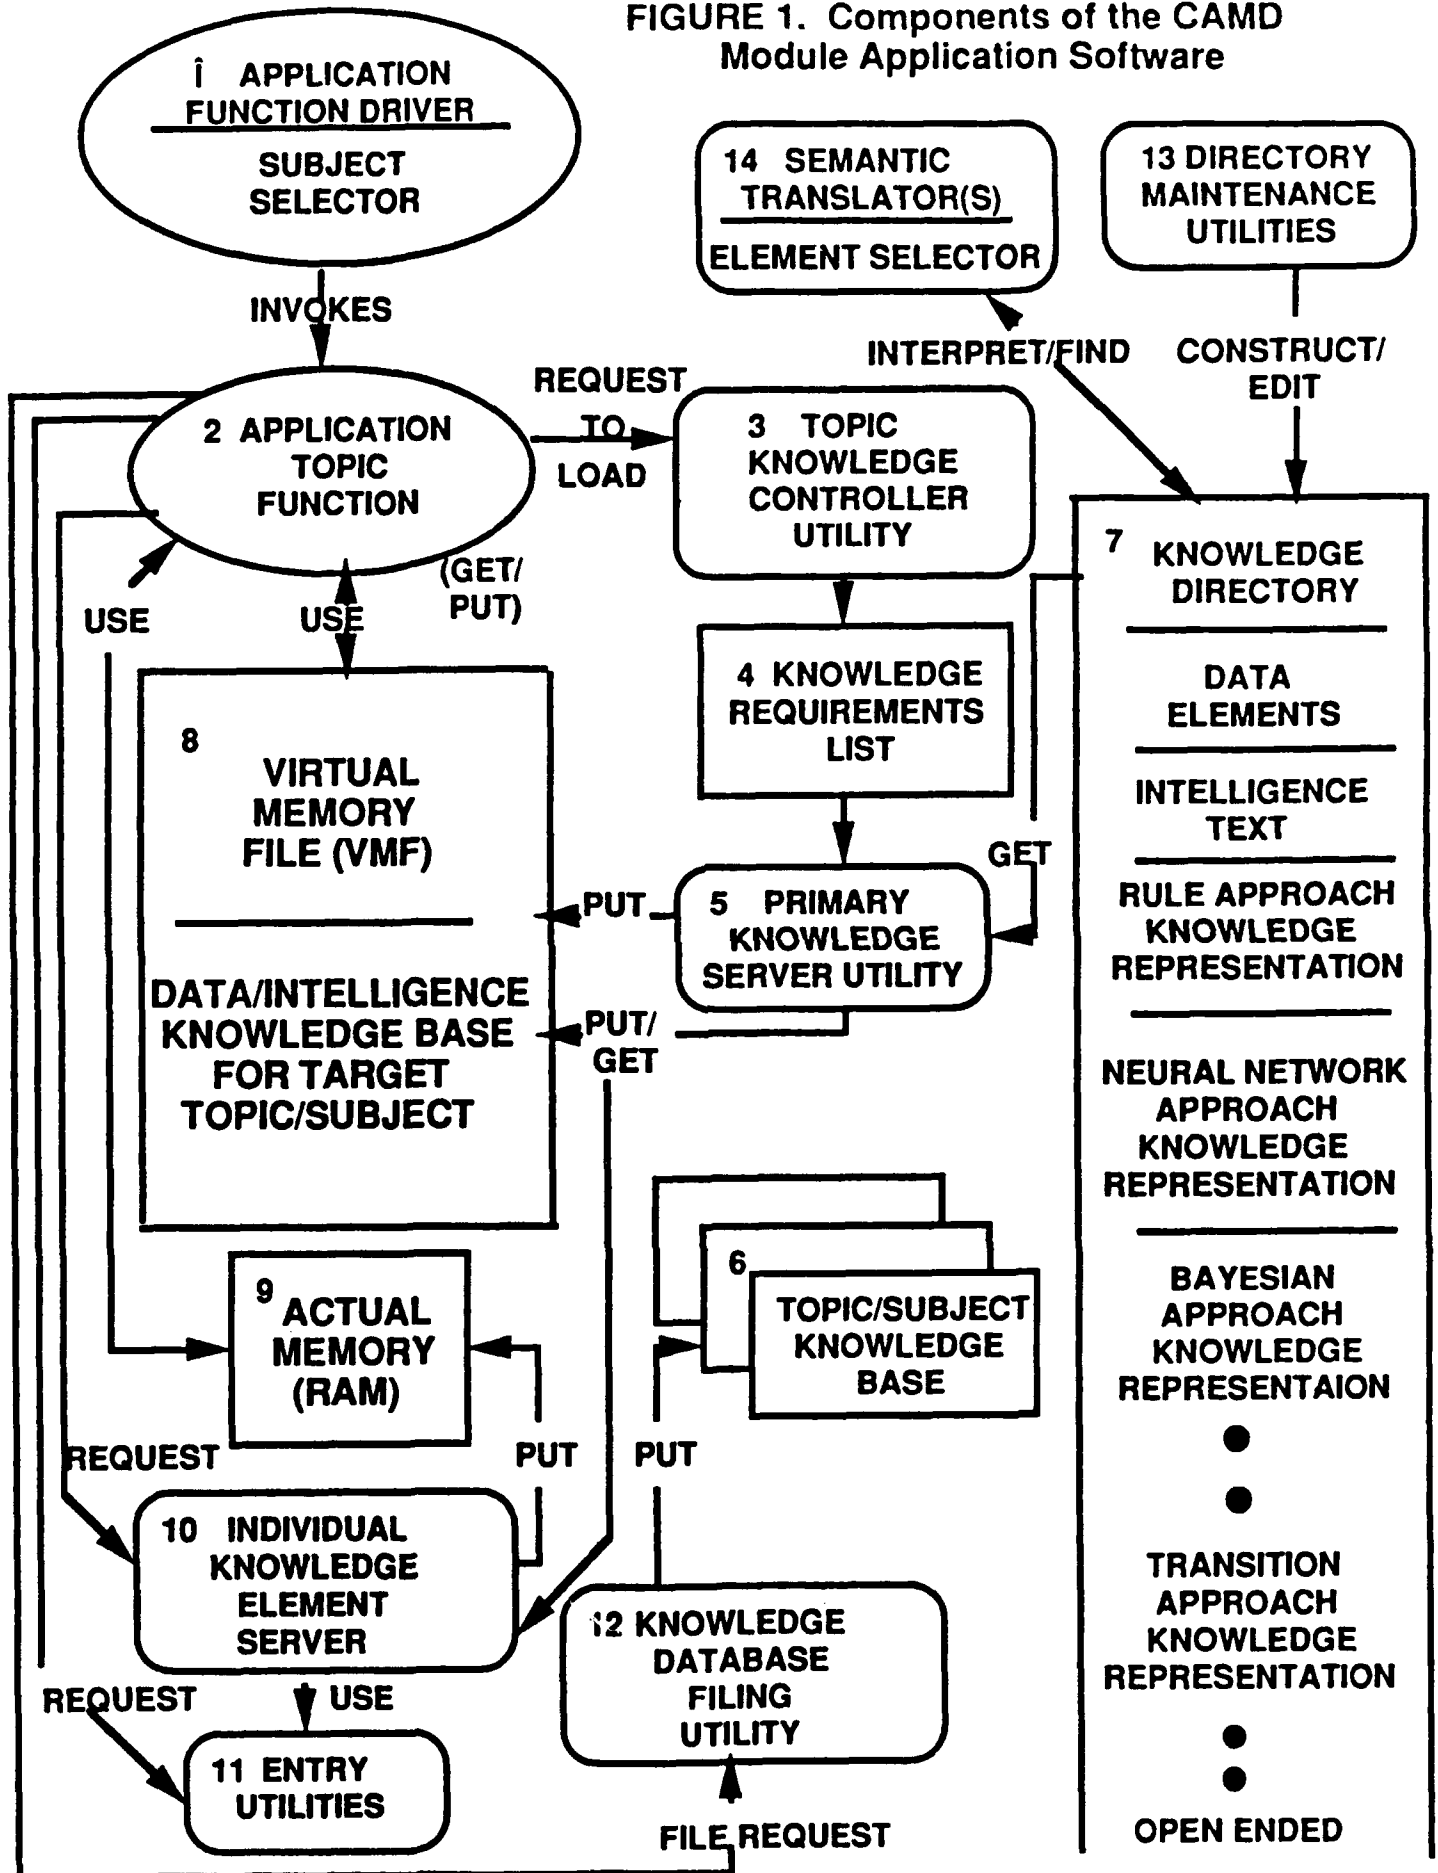 FIGURE 1. Components of the CAMD
Module Application Software
1 APPLICATION
FUNCTION DRIVER
SUBJECT
SELECTOR
14 SEMANTIC
TRANSLATOR(S)
ELEMENT SELECTOR
13 DIRECTORY
MAINTENANCE
UTILITIES
INVOKES
INTERPRET/FIND
CONSTRUCT/
EDIT
2 APPLICATION
TOPIC
FUNCTION
REQUEST
TO
LOAD
3 TOPIC
KNOWLEDGE
CONTROLLER
UTILITY
(GET/
PUT)
USE
USE
4 KNOWLEDGE
REQUIREMENTS
LIST
7 KNOWLEDGE
DIRECTORY
DATA
ELEMENTS
INTELLIGENCE
TEXT
RULE APPROACH
KNOWLEDGE
REPRESENTATION
NEURAL NETWORK
APPROACH
KNOWLEDGE
REPRESENTATION
BAYESIAN
APPROACH
KNOWLEDGE
REPRESENTAION
TRANSITION
APPROACH
KNOWLEDGE
REPRESENTATION
OPEN ENDED
8
VIRTUAL
MEMORY
FILE (VMF)
DATA/INTELLIGENCE
KNOWLEDGE BASE
FOR TARGET
TOPIC/SUBJECT
GET
PUT
5 PRIMARY
KNOWLEDGE
SERVER UTILITY
PUT/
GET
6
TOPIC/SUBJECT
KNOWLEDGE
BASE
9 ACTUAL
MEMORY
(RAM)
REQUEST
PUT
PUT
10 INDIVIDUAL
KNOWLEDGE
ELEMENT
SERVER
12 KNOWLEDGE
DATABASE
FILING
UTILITY
REQUEST
USE
11 ENTRY
UTILITIES
FILE REQUEST